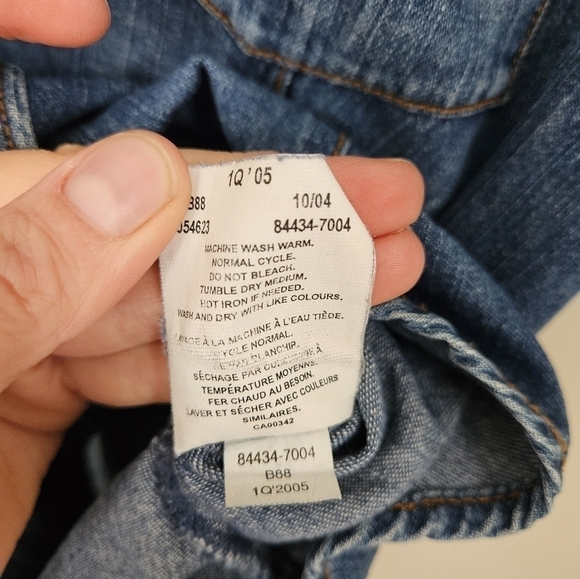 1Q'05
B88 10/04
054623 84434-7004
MACHINE WASH WARM.
NORMAL CYCLE.
DO NOT BLEACH.
TUMBLE DRY MEDIUM.
HOT IRON IF NEEDED.
WASH AND DRY WITH LIKE COLOURS.
LAVAGE À LA MACHINE À L'EAU TIÈDE.
CYCLE NORMAL.
BLANCHIR.
SÉCHAGE PAR À
TEMPÉRATURE MOYENNE.
FER CHAUD AU BESOIN.
LAVER ET SÉCHER AVEC COULEURS
SIMILAIRES.
CA00342
84434-7004
B88
1Q'2005